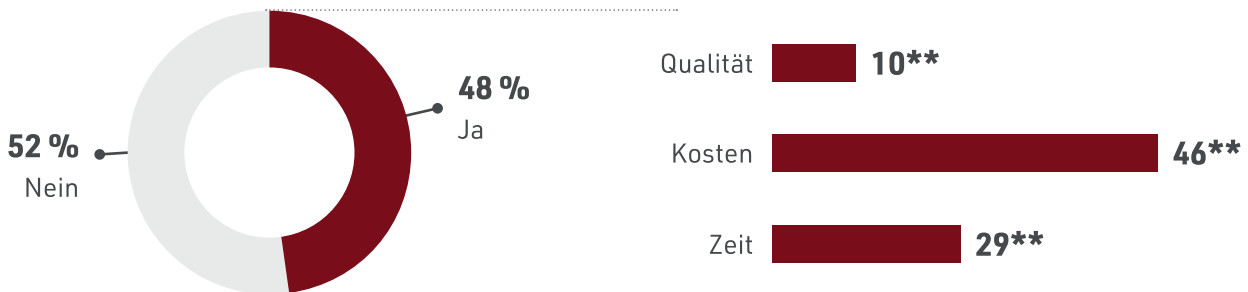 52 %
Nein
48 %
Ja
Qualität 10**
Kosten 46**
Zeit 29**